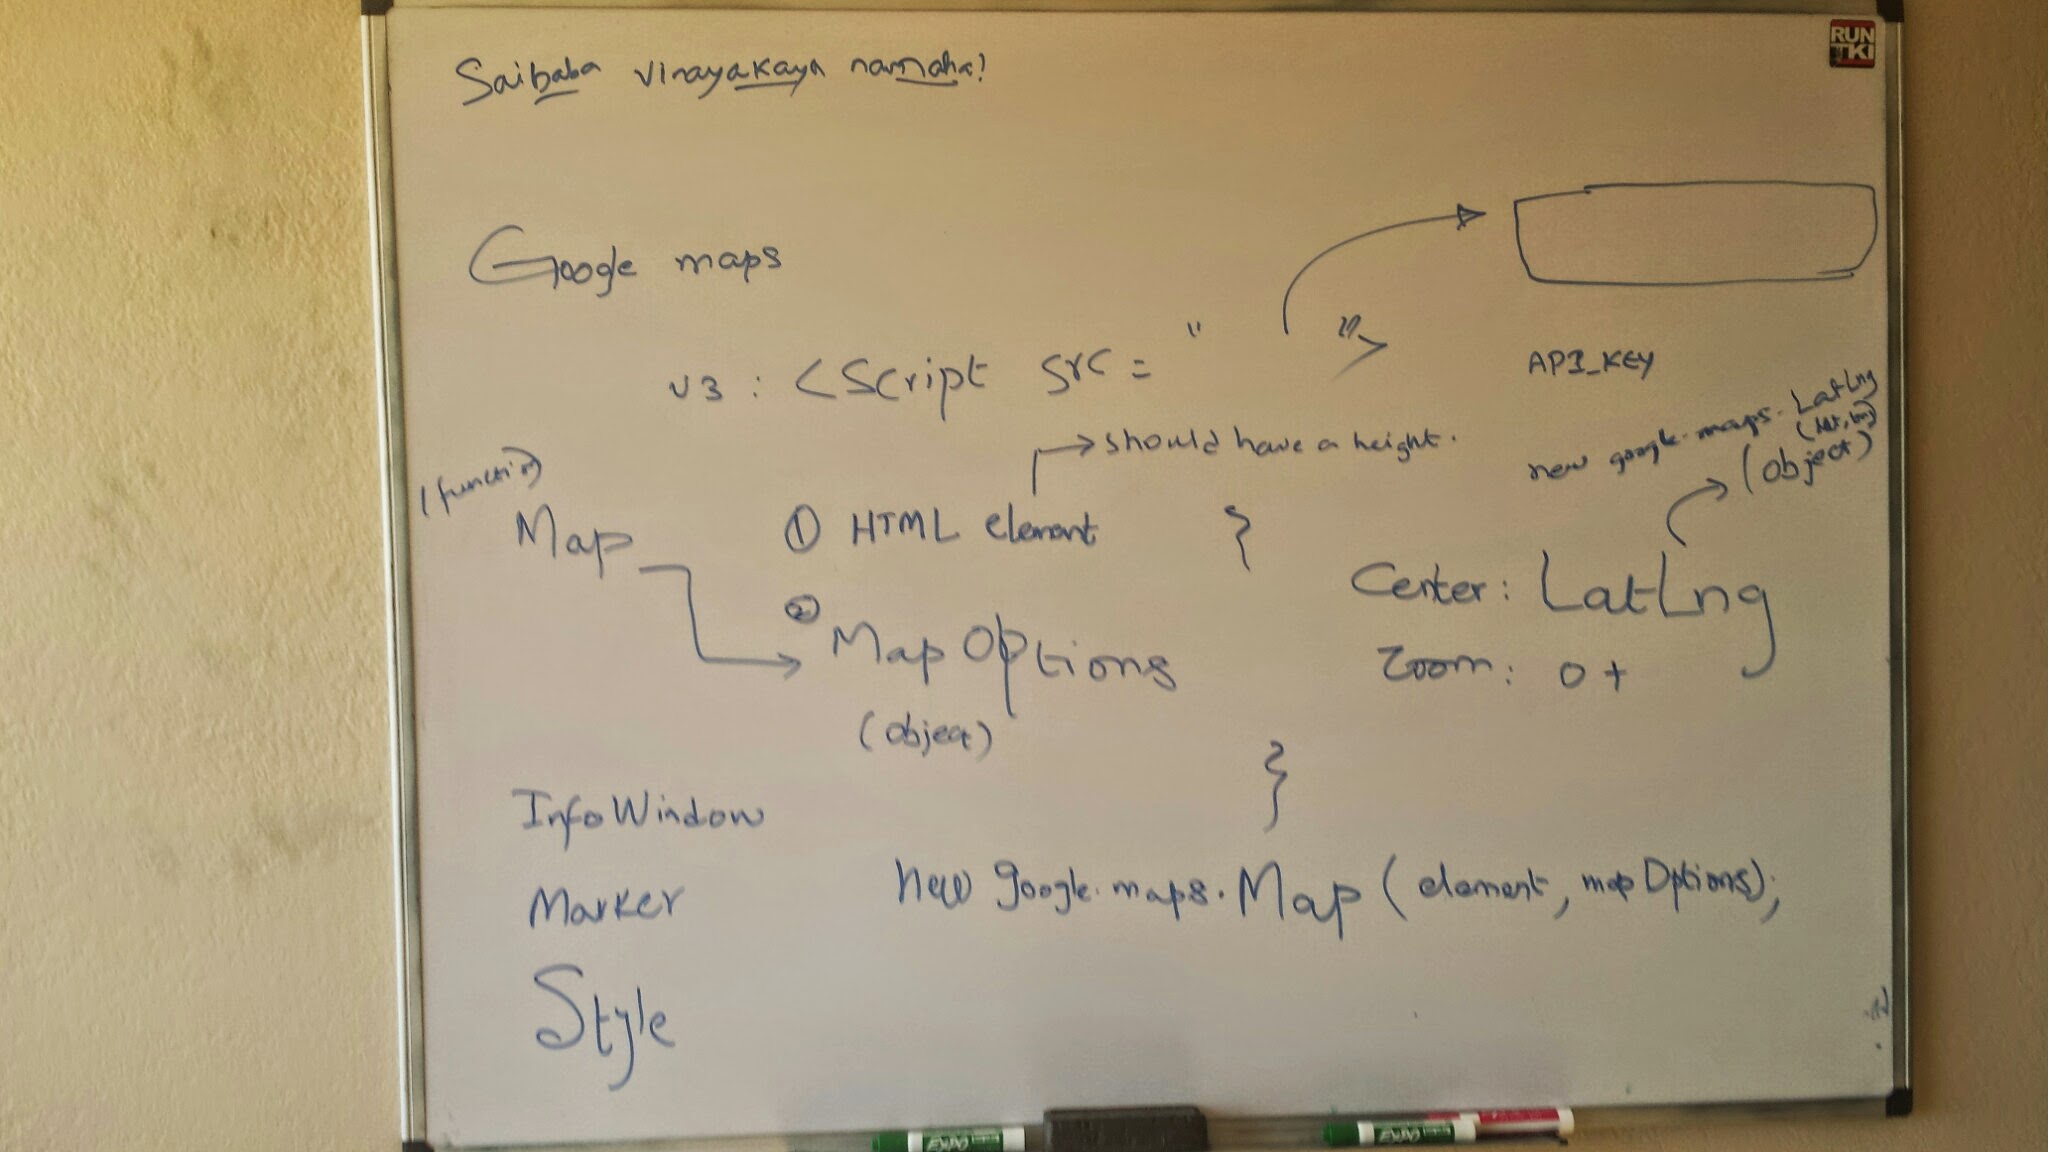 Saibaba vinayakaya namaha!
RUN
TKI
Google maps
v3 : <Script src = " ">
API_KEY
new google.maps.LatLng
(lat, lng)
(object)
should have a height.
(function)
Map
① HTML element }
Center: LatLng
② MapOptions
Zoom: 0+
(object)
}
InfoWindow
Marker
new google.maps.Map (element, mapOptions);
Style
EXPO
EXPO